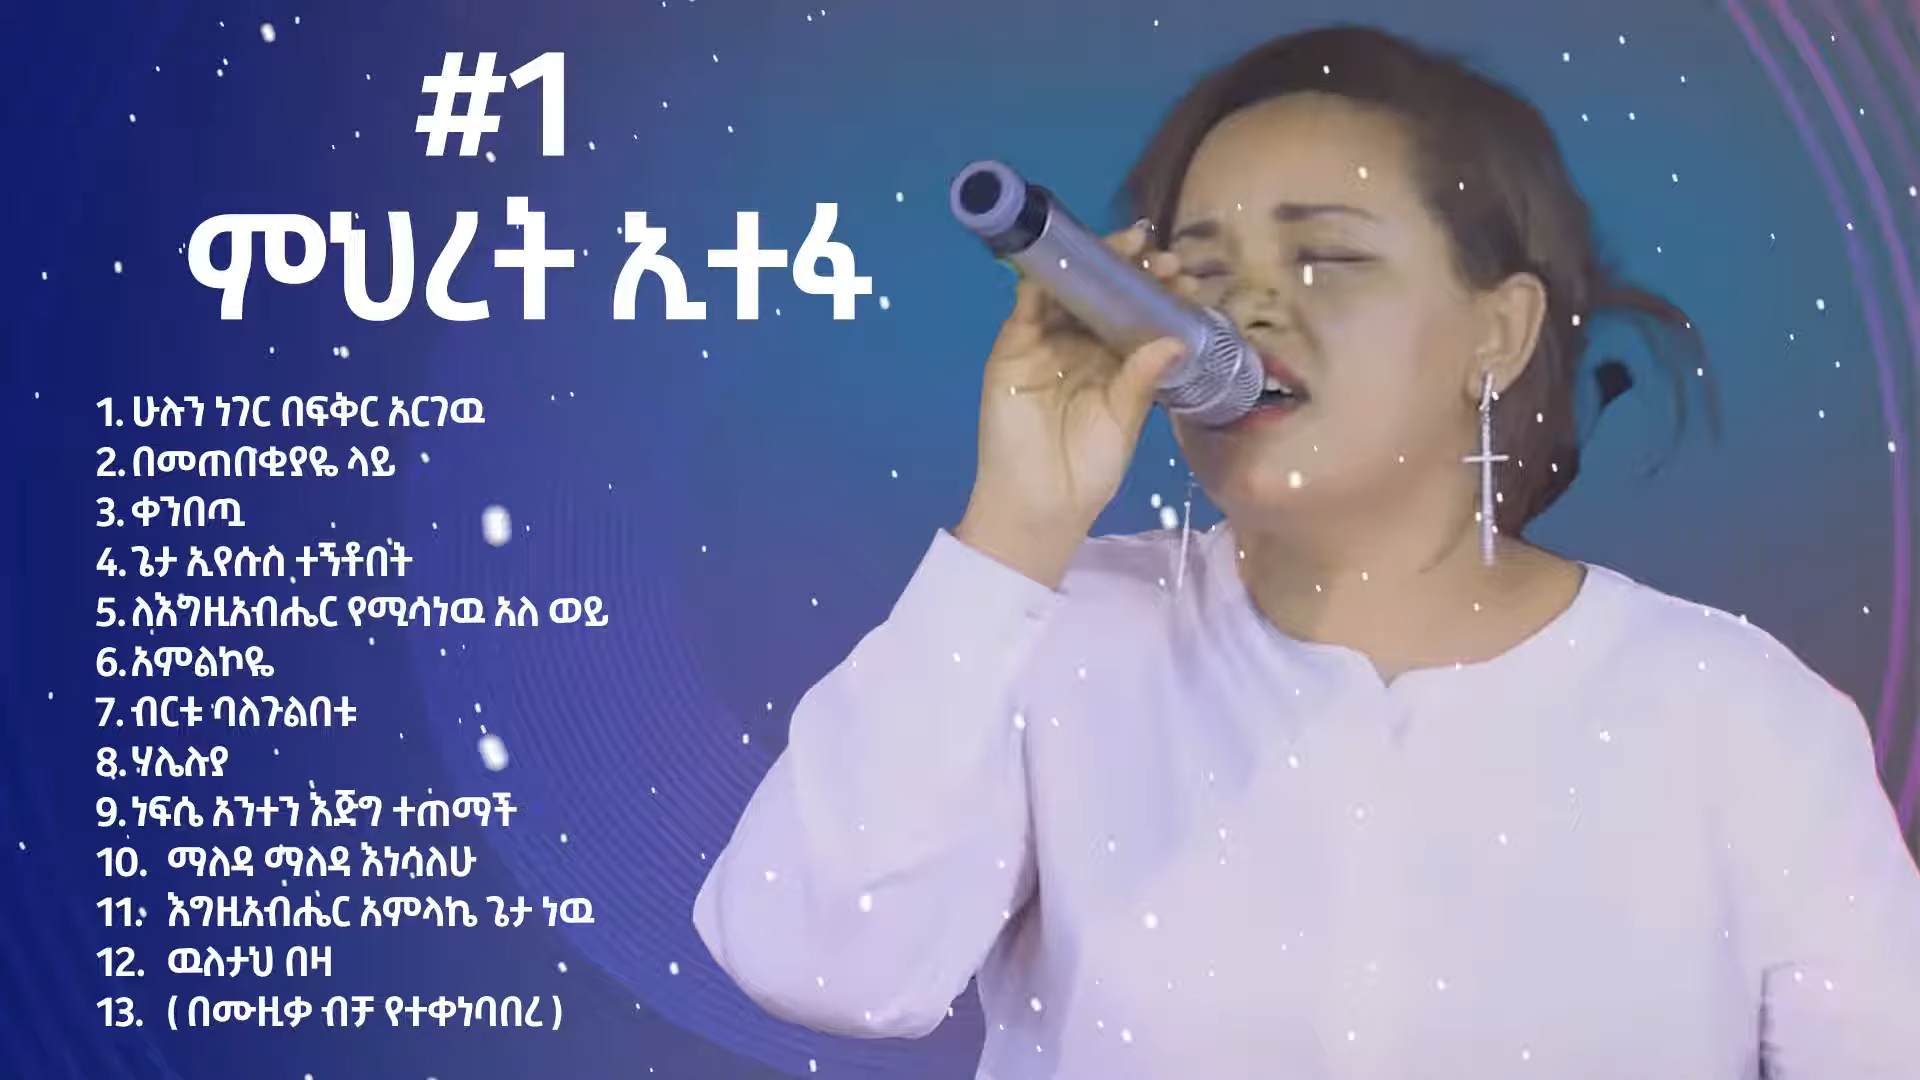 #1
ምህረት ኢተፋ
1. ሁሉን ነገር በፍቅር አርገዉ
2. በመጠበቂያዬ ላይ
3. ቀንበጧ
4. ጌታ ኢየሱስ ተኝቶበት
5. ለእግዚአብሔር የሚሳነዉ አለ ወይ
6. አምልኮዬ
7. ብርቱ ባለጉልበቱ
8. ሃሌሉያ
9. ነፍሴ አንተን እጅግ ተጠማች
10. ማለዳ ማለዳ እነሳለሁ
11. እግዚአብሔር አምላኬ ጌታ ነዉ
12. ዉለታህ በዛ
13. ( በሙዚቃ ብቻ የተቀነባበረ )